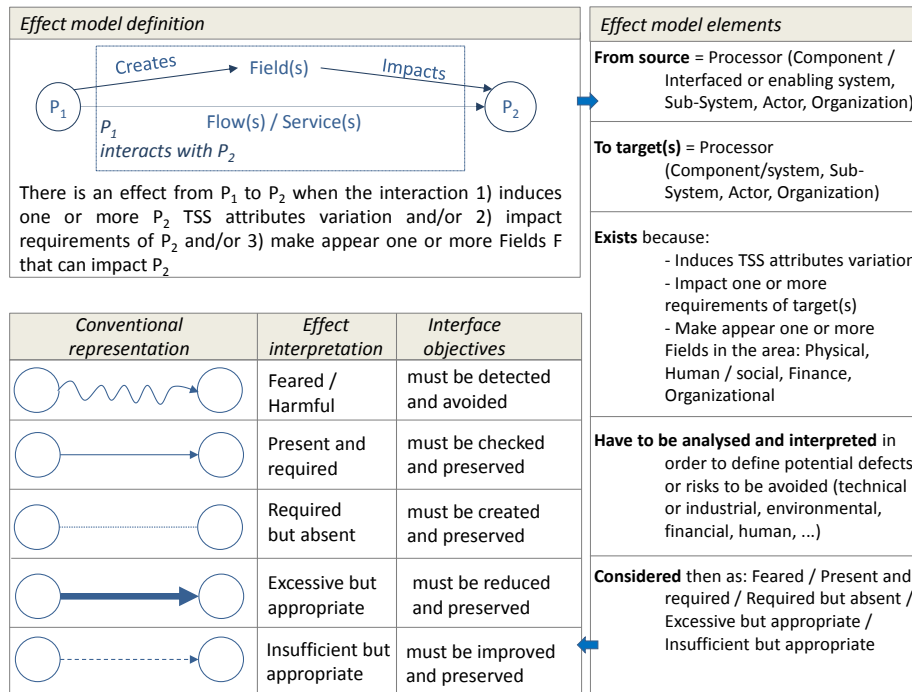 Effect model definition
Creates
Field(s)
Impacts
P1
P2
Flow(s) / Service(s)
P1
interacts with P2
There is an effect from P1 to P2 when the interaction 1) induces
one or more P2 TSS attributes variation and/or 2) impact
requirements of P2 and/or 3) make appear one or more Fields F
that can impact P2
Conventional
representation
Effect
interpretation
Interface
objectives
Feared /
Harmful
must be detected
and avoided
Present and
required
must be checked
and preserved
Required
but absent
must be created
and preserved
Excessive but
appropriate
must be reduced
and preserved
Insufficient but
appropriate
must be improved
and preserved
Effect model elements
From source = Processor (Component /
Interfaced or enabling system,
Sub-System, Actor, Organization)
To target(s) = Processor
(Component/system, Sub-
System, Actor, Organization)
Exists because:
- Induces TSS attributes variation
- Impact one or more
requirements of target(s)
- Make appear one or more
Fields in the area: Physical,
Human / social, Finance,
Organizational
Have to be analysed and interpreted in
order to define potential defects
or risks to be avoided (technical
or industrial, environmental,
financial, human, ...)
Considered then as: Feared / Present and
required / Required but absent /
Excessive but appropriate /
Insufficient but appropriate